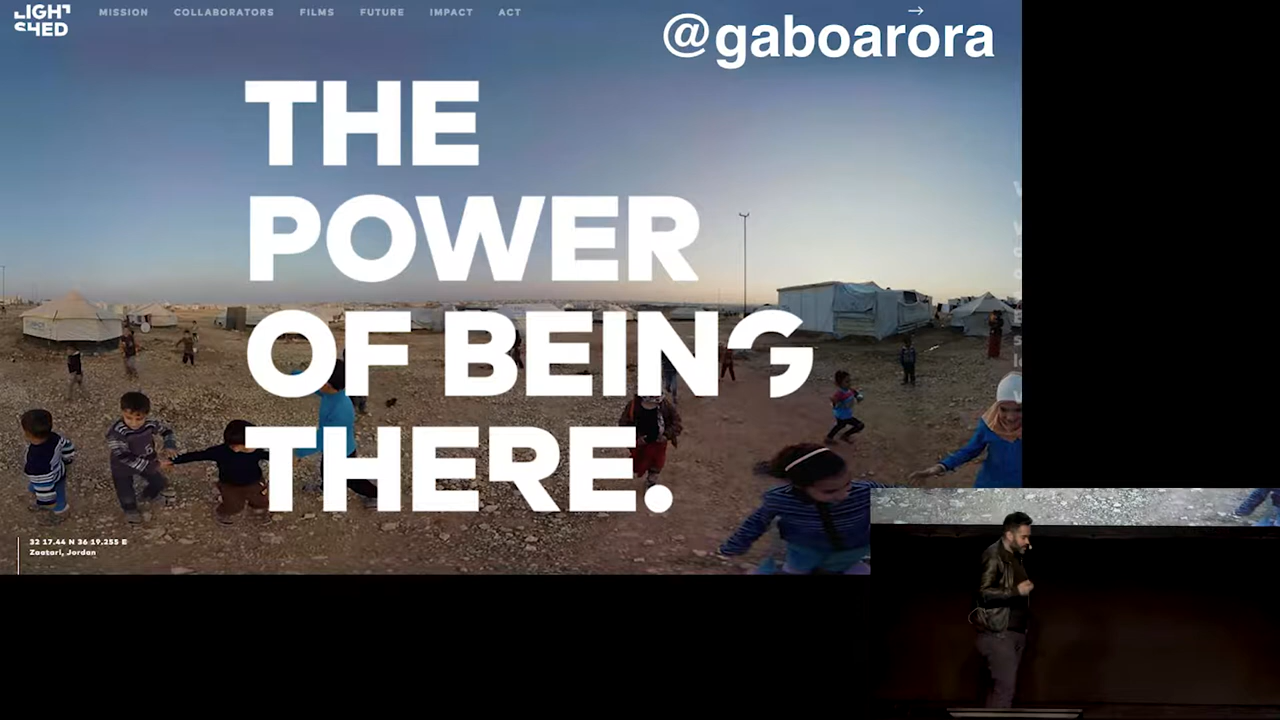 LIGHT
SHED
MISSION COLLABORATORS FILMS FUTURE IMPACT ACT
@gaboarora
THE
POWER
OF BEING
THERE.
32 17.44 N 36 19.255 E
Zaatari, Jordan